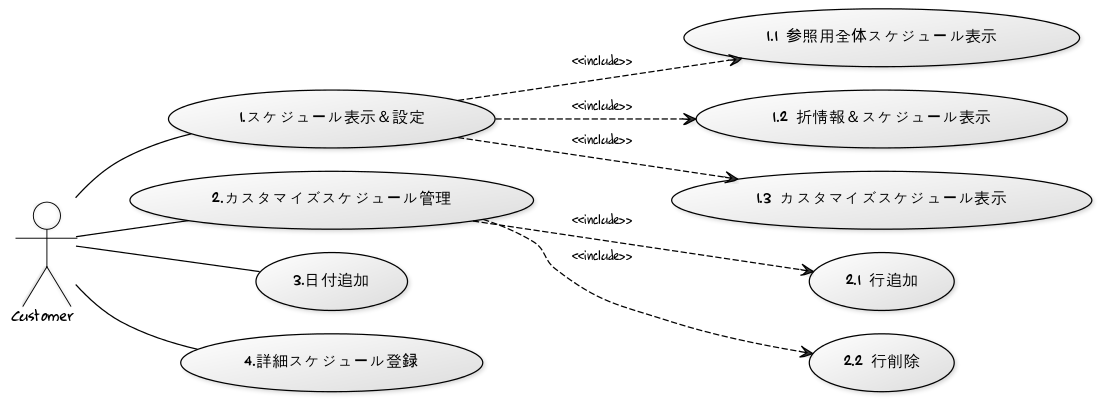 1.1 参照用全体スケジュール表示
<<include>>
1.スケジュール表示＆設定
<<include>>
1.2 折情報＆スケジュール表示
<<include>>
1.3 カスタマイズスケジュール表示
2.カスタマイズスケジュール管理
<<include>>
<<include>>
3.日付追加
2.1 行追加
Customer
4.詳細スケジュール登録
2.2 行削除